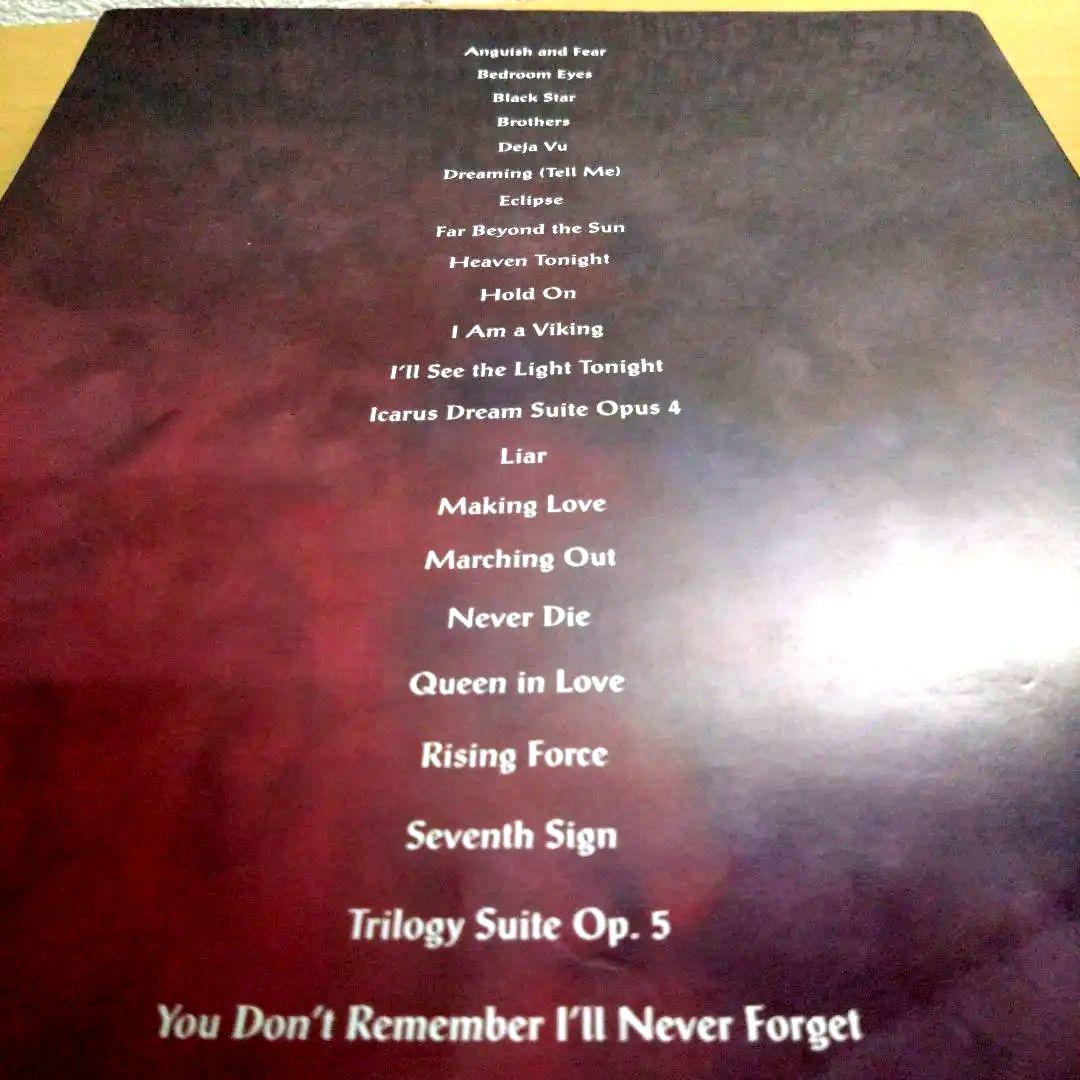 Anguish and Fear
Bedroom Eyes
Black Star
Brothers
Deja Vu
Dreaming (Tell Me)
Eclipse
Far Beyond the Sun
Heaven Tonight
Hold On
I Am a Viking
I'll See the Light Tonight
Icarus Dream Suite Opus 4
Liar
Making Love
Marching Out
Never Die
Queen in Love
Rising Force
Seventh Sign
Trilogy Suite Op. 5
You Don't Remember I'll Never Forget